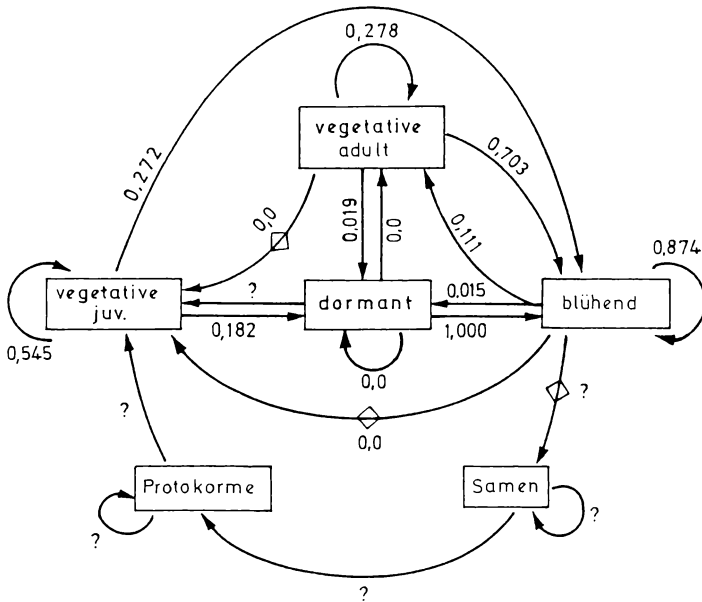 0,278
vegetative
adult
0,272
0,703
0,0
0,019
0,0
0,111
0,874
vegetative
juv.
?
dormant
0,015
blühend
0,182
1,000
0,545
0,0
?
0,0
?
Protokorme
Samen
?
?
?